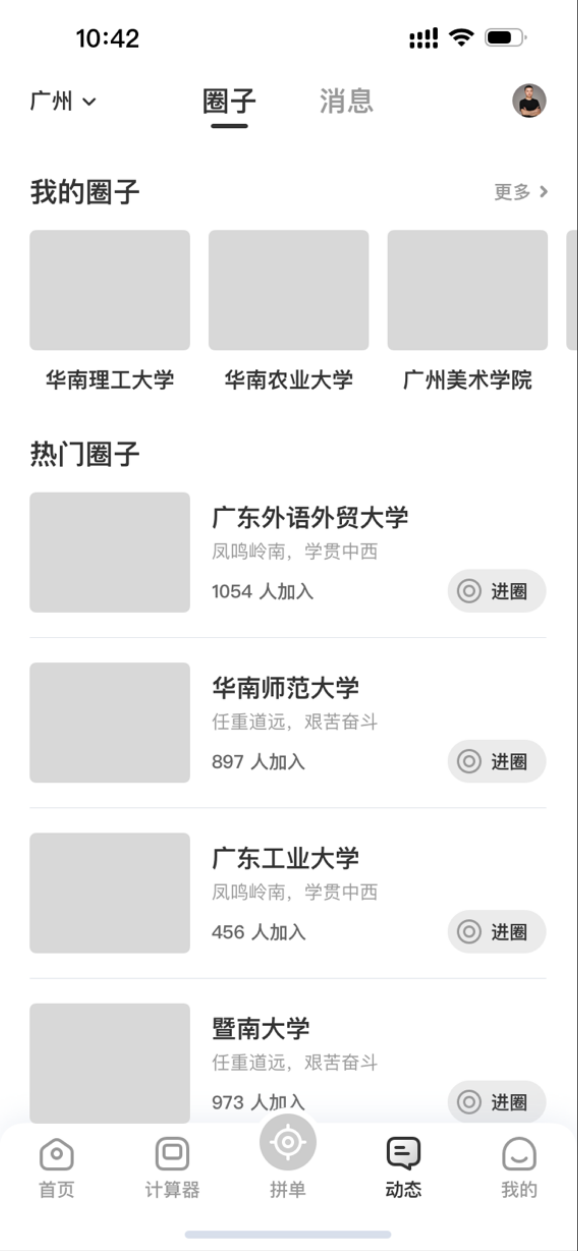 10:42
广州
圈子
消息
我的圈子
更多
华南理工大学
华南农业大学
广州美术学院
热门圈子
广东外语外贸大学
凤鸣岭南，学贯中西
1054 人加入
进圈
华南师范大学
任重道远，艰苦奋斗
897 人加入
进圈
广东工业大学
凤鸣岭南，学贯中西
456 人加入
进圈
暨南大学
任重道远，艰苦奋斗
973 人加入
进圈
首页
计算器
拼单
动态
我的